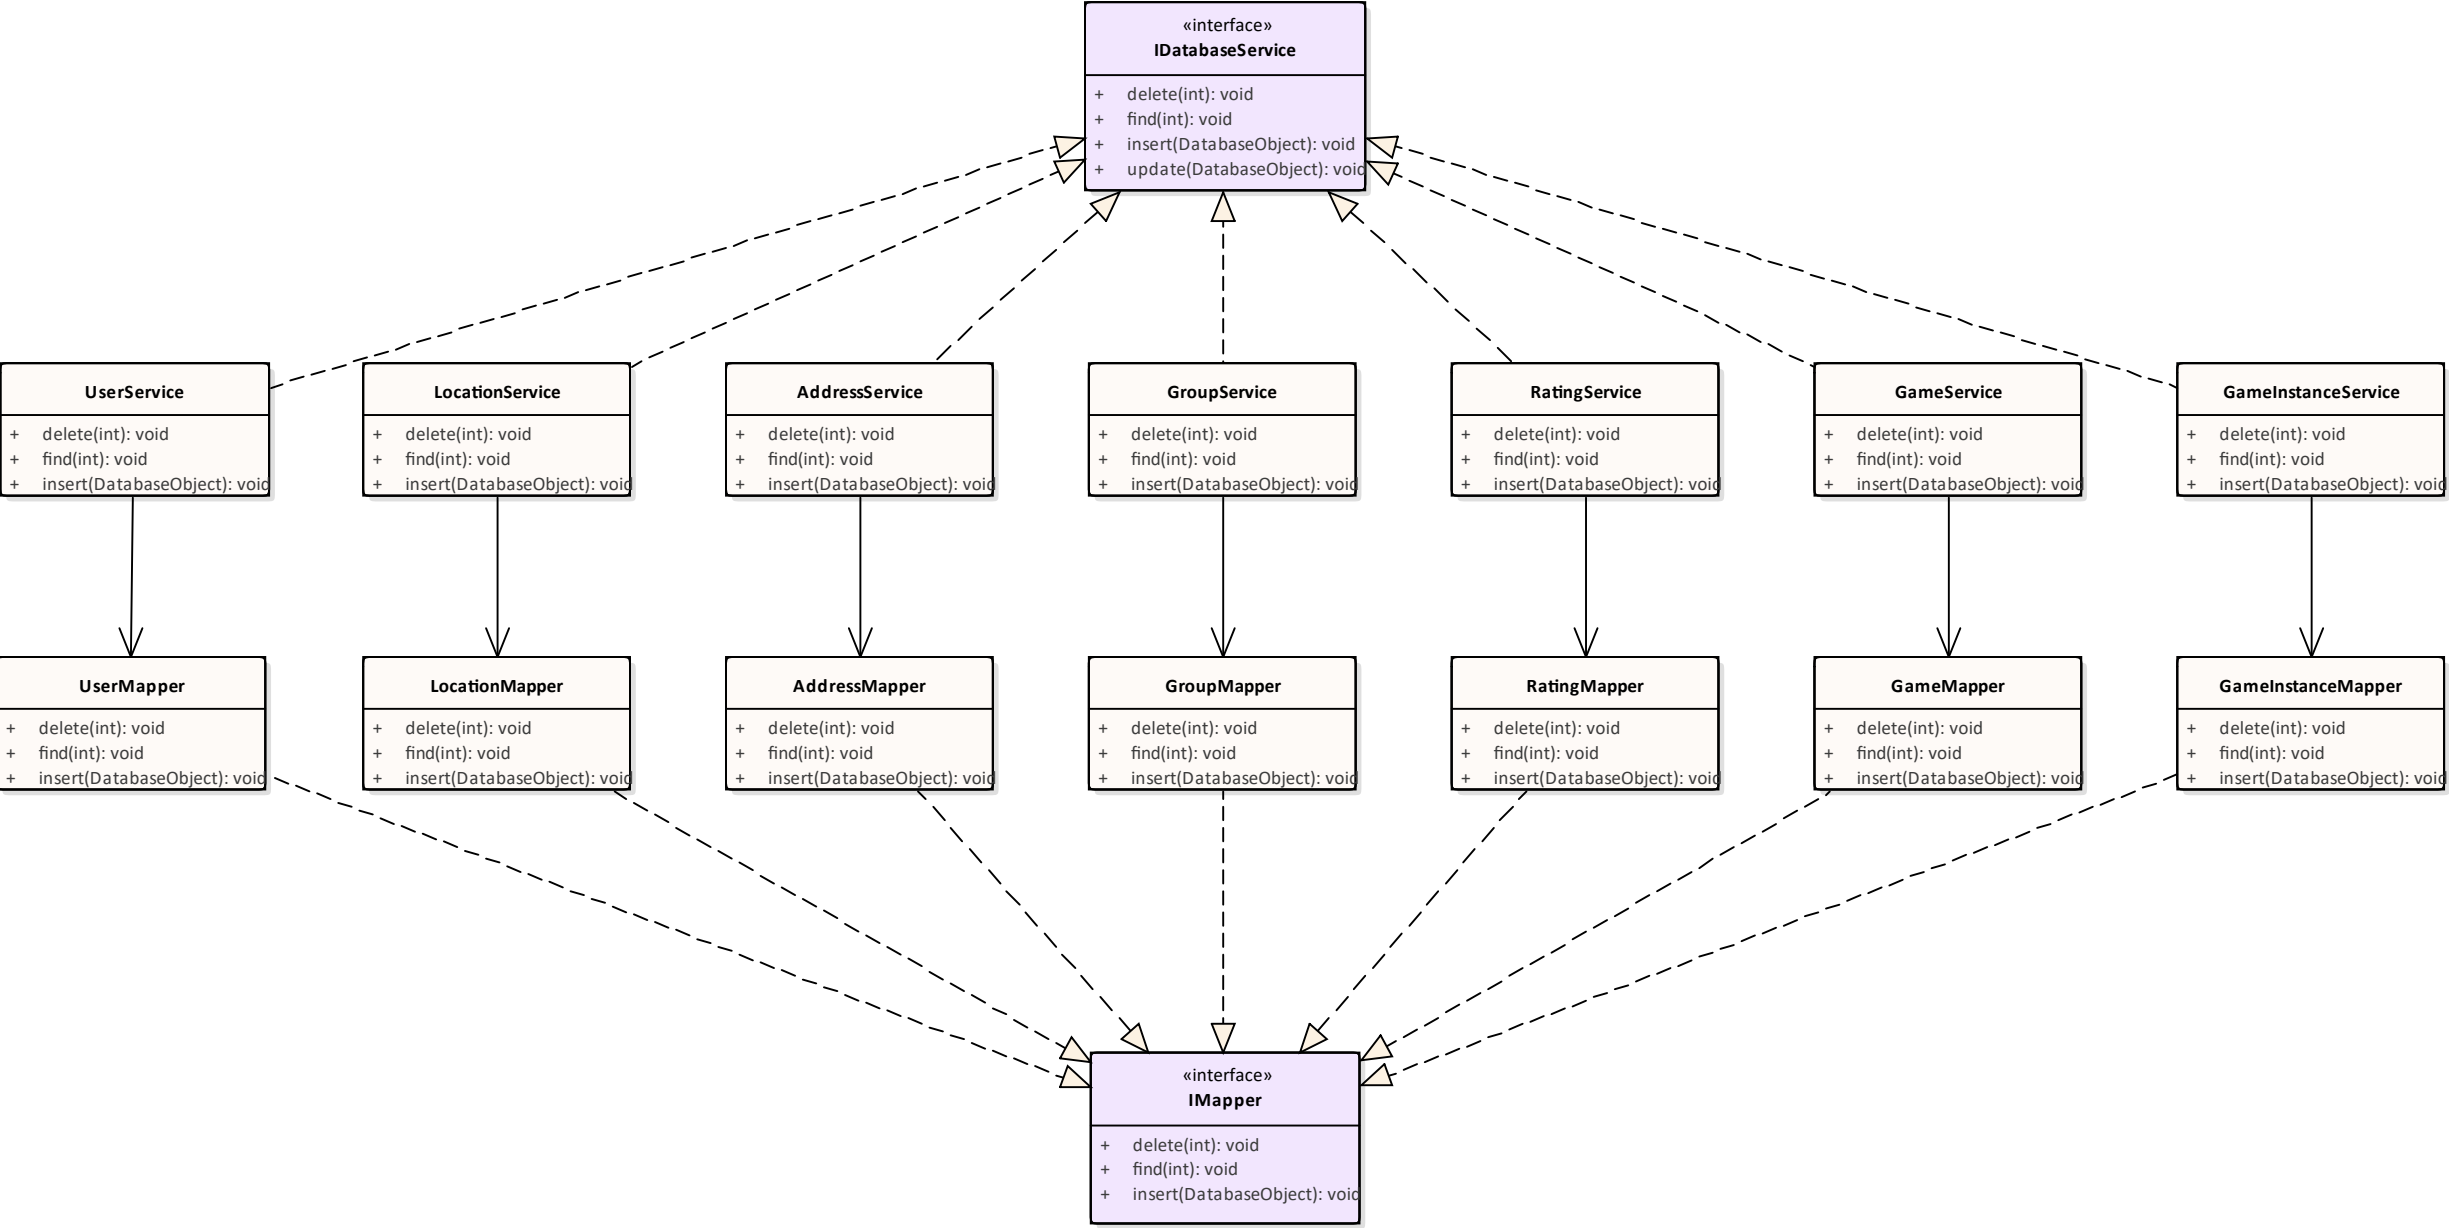 «interface»
IDatabaseService
+ delete(int): void
+ find(int): void
+ insert(DatabaseObject): void
+ update(DatabaseObject): void
UserService
+ delete(int): void
+ find(int): void
+ insert(DatabaseObject): void
LocationService
+ delete(int): void
+ find(int): void
+ insert(DatabaseObject): void
AddressService
+ delete(int): void
+ find(int): void
+ insert(DatabaseObject): void
GroupService
+ delete(int): void
+ find(int): void
+ insert(DatabaseObject): void
RatingService
+ delete(int): void
+ find(int): void
+ insert(DatabaseObject): void
GameService
+ delete(int): void
+ find(int): void
+ insert(DatabaseObject): void
GameInstanceService
+ delete(int): void
+ find(int): void
+ insert(DatabaseObject): void
UserMapper
+ delete(int): void
+ find(int): void
+ insert(DatabaseObject): void
LocationMapper
+ delete(int): void
+ find(int): void
+ insert(DatabaseObject): void
AddressMapper
+ delete(int): void
+ find(int): void
+ insert(DatabaseObject): void
GroupMapper
+ delete(int): void
+ find(int): void
+ insert(DatabaseObject): void
RatingMapper
+ delete(int): void
+ find(int): void
+ insert(DatabaseObject): void
GameMapper
+ delete(int): void
+ find(int): void
+ insert(DatabaseObject): void
GameInstanceMapper
+ delete(int): void
+ find(int): void
+ insert(DatabaseObject): void
«interface»
IMapper
+ delete(int): void
+ find(int): void
+ insert(DatabaseObject): void